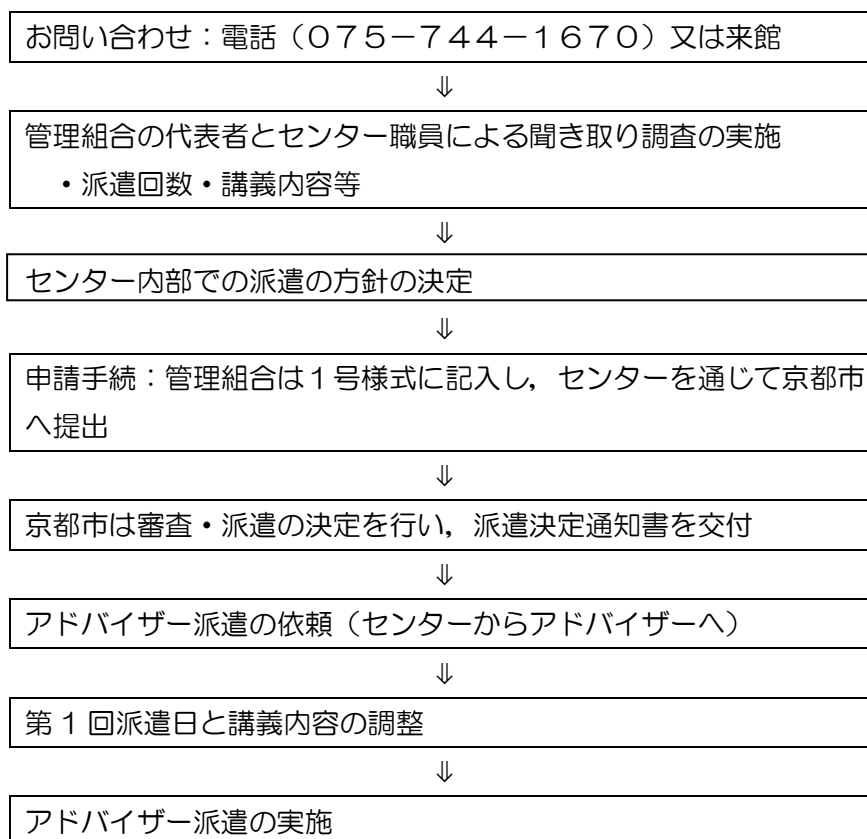 お問い合わせ：電話（０７５－７４４－１６７０）又は来館
⇓
管理組合の代表者とセンター職員による聞き取り調査の実施
・派遣回数・講義内容等
⇓
センター内部での派遣の方針の決定
⇓
申請手続：管理組合は１号様式に記入し，センターを通じて京都市
へ提出
⇓
京都市は審査・派遣の決定を行い，派遣決定通知書を交付
⇓
アドバイザー派遣の依頼（センターからアドバイザーへ）
⇓
第１回派遣日と講義内容の調整
⇓
アドバイザー派遣の実施